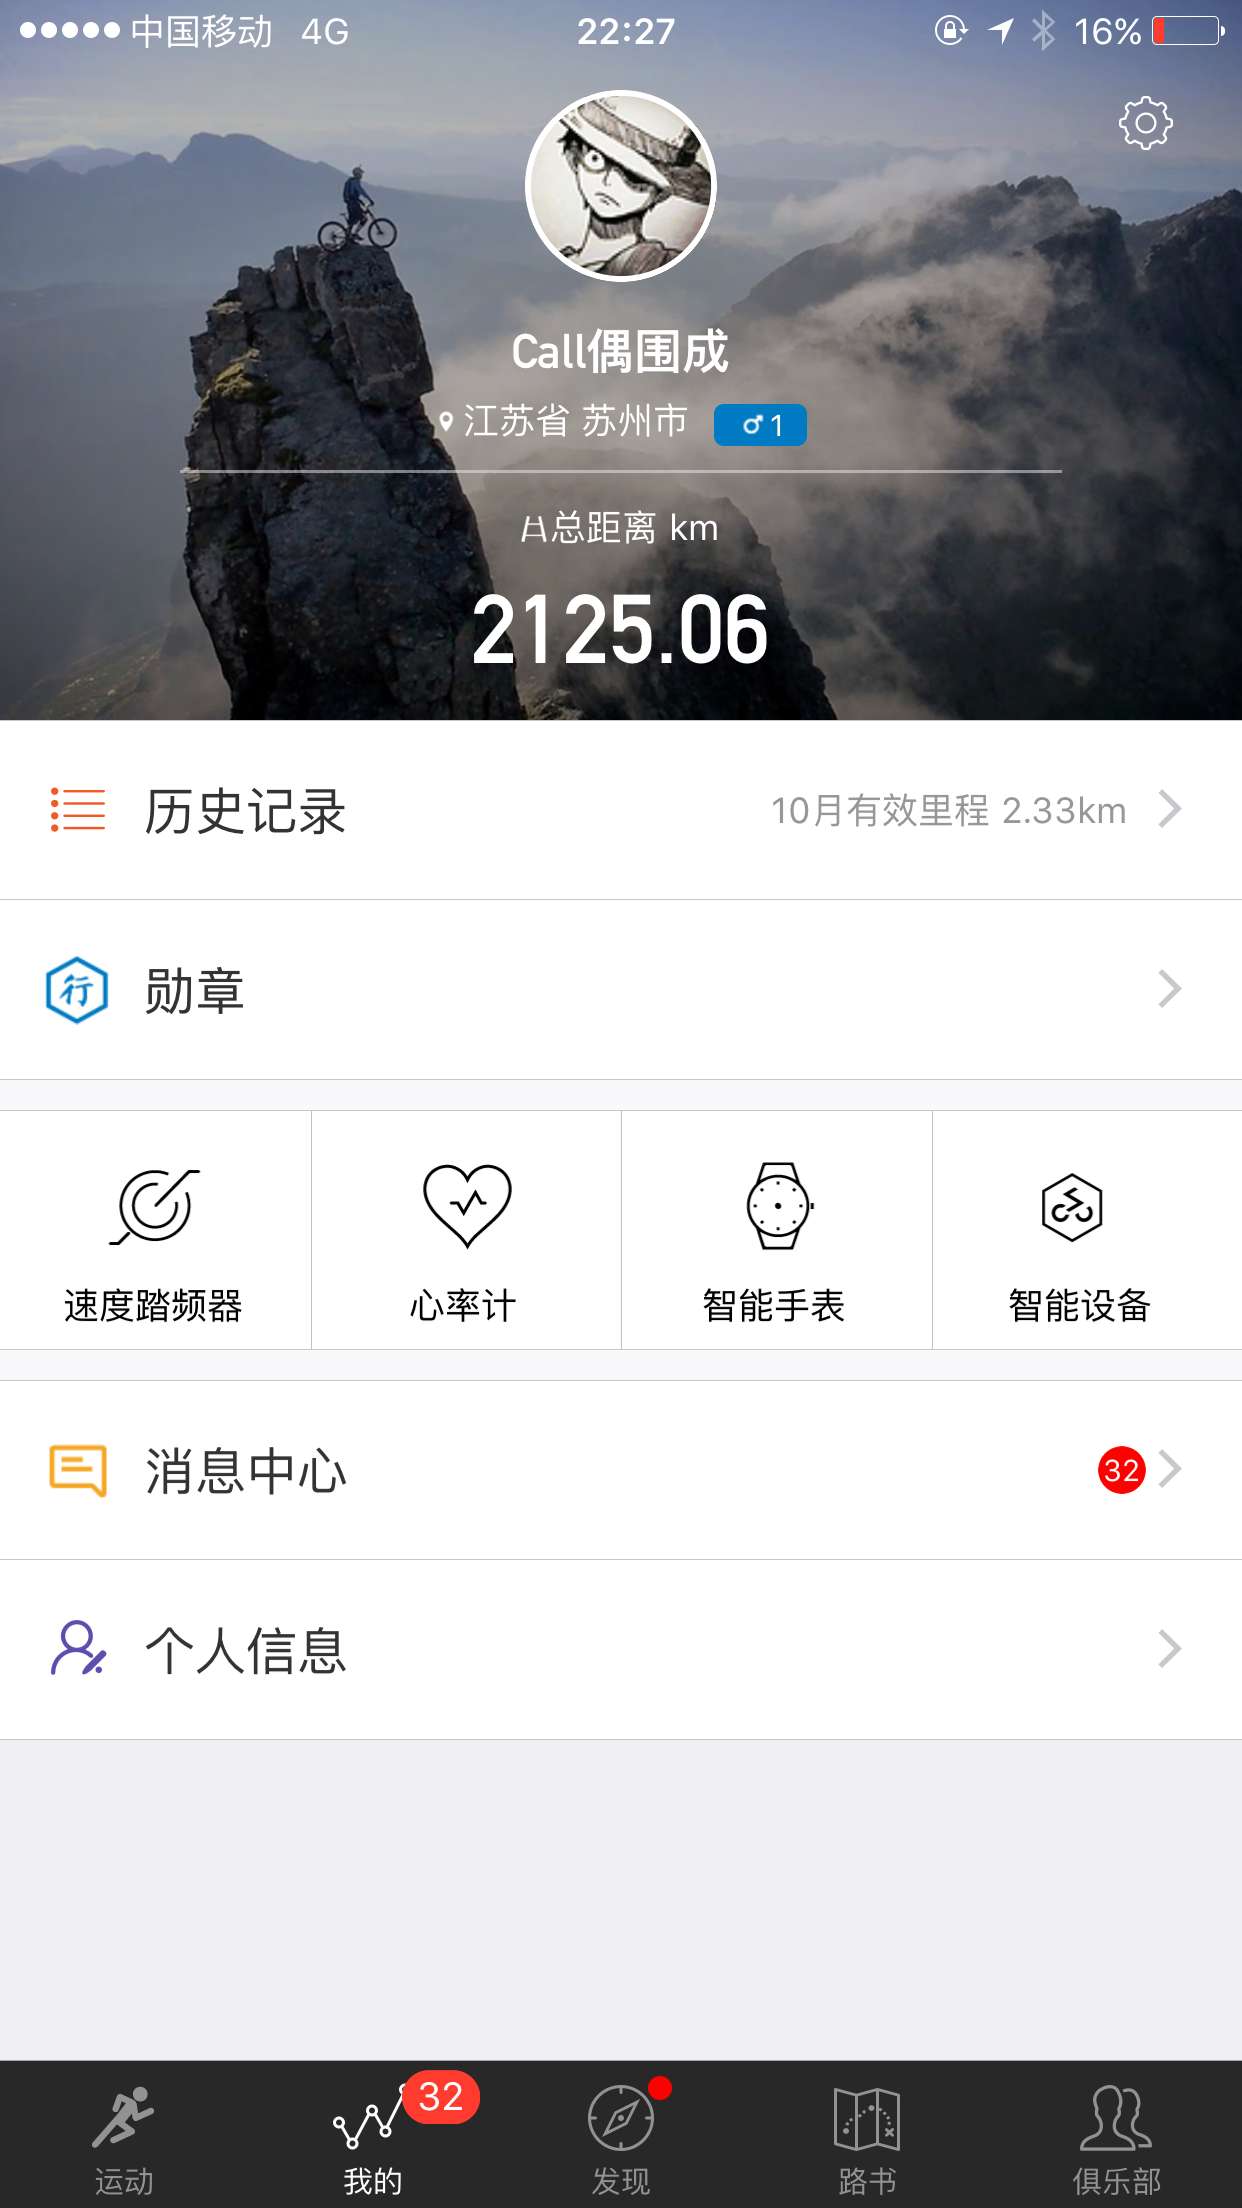 中国移动 4G 22:27 16%
Call偶围成
江苏省 苏州市 ♂1
总距离 km
2125.06
历史记录 10月有效里程 2.33km
行 勋章
速度踏频器 心率计 智能手表 智能设备
消息中心 32
个人信息
32
运动 我的 发现 路书 俱乐部